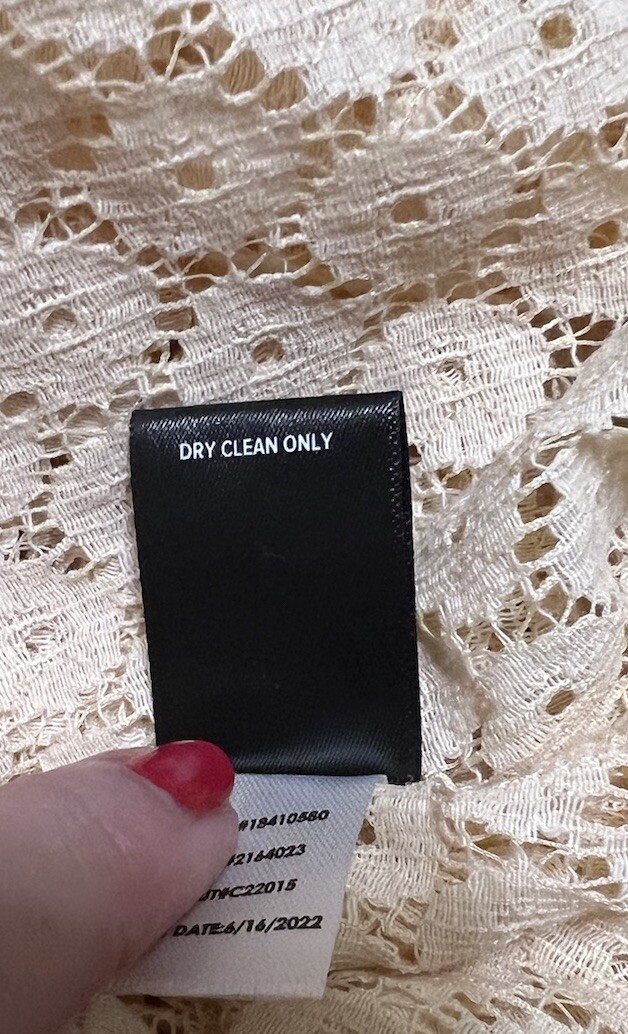 DRY CLEAN ONLY
#18410580
#2164023
C22015
DATE:6/16/2022